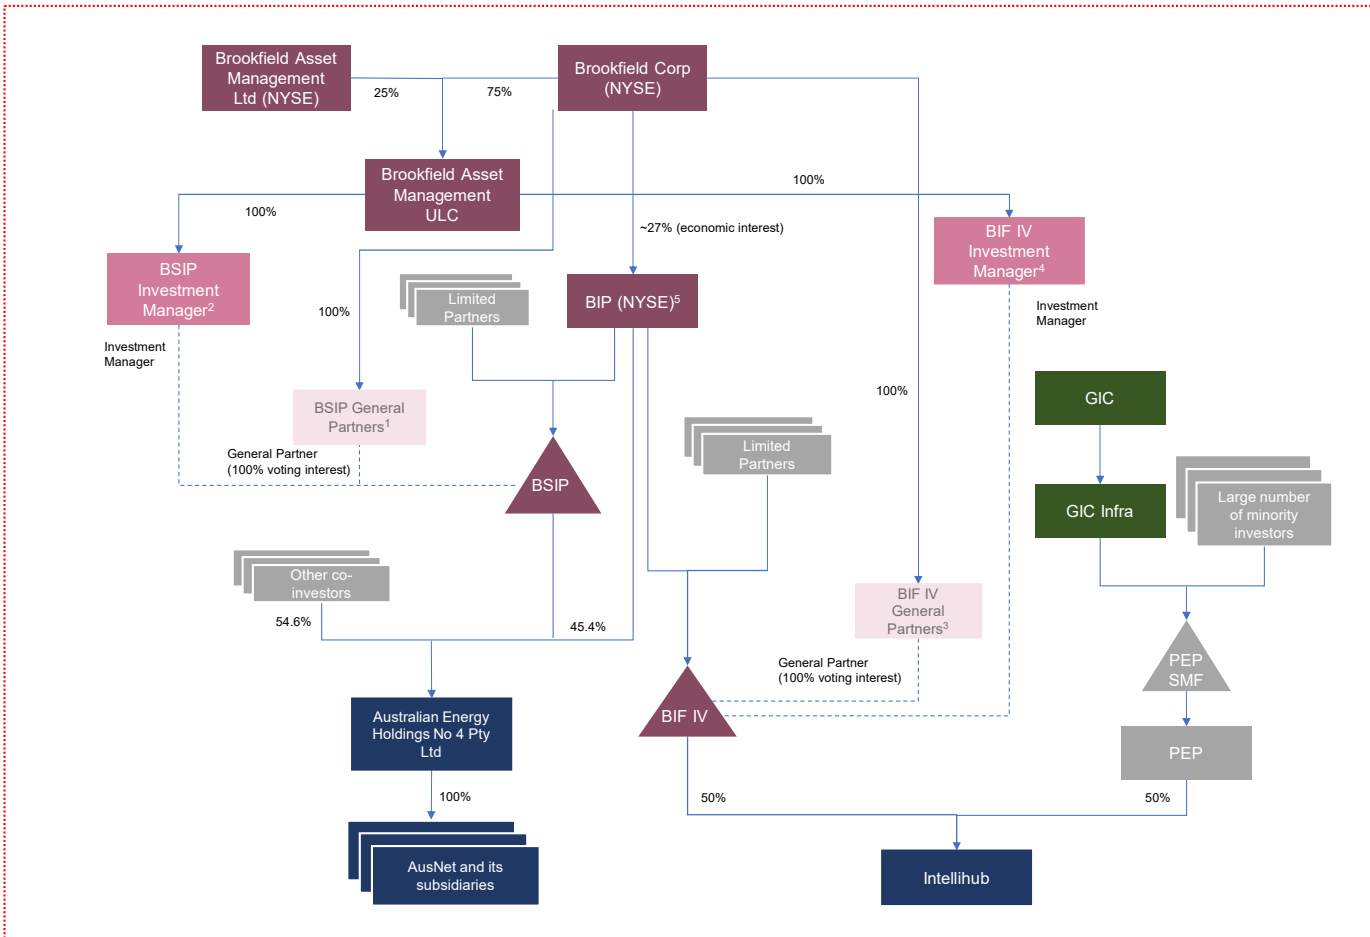 Brookfield Asset
Management
Ltd (NYSE)
25%
75%
Brookfield Corp
(NYSE)
Brookfield Asset
Management
ULC
100%
100%
~27% (economic interest)
BSIP
Investment
Manager2
BIF IV
Investment
Manager4
Limited
Partners
BIP (NYSE)5
100%
Investment
Manager
Investment
Manager
BSIP General
Partners1
100%
GIC
General Partner
(100% voting interest)
BSIP
Limited
Partners
GIC Infra
Large number
of minority
investors
Other co-
investors
54.6%
45.4%
BIF IV
General
Partners3
General Partner
(100% voting interest)
PEP
SMF
BIF IV
Australian Energy
Holdings No 4 Pty
Ltd
PEP
100%
50%
50%
AusNet and its
subsidiaries
Intellihub